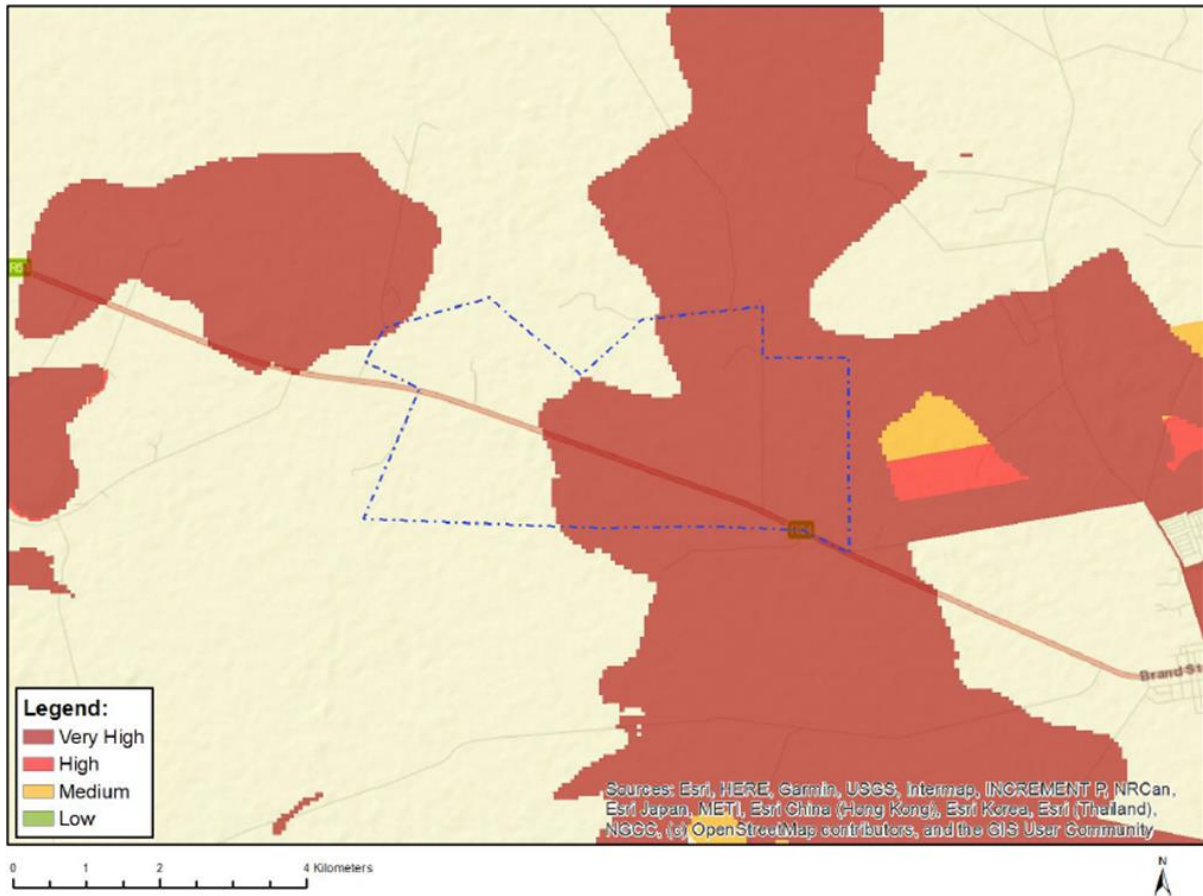 Brand St
Legend:
Very High
High
Medium
Low
Sources: Esri, HERE, Garmin, USGS, Intermap, INCREMENT P, NRCan,
Esri Japan, METI, Esri China (Hong Kong), Esri Korea, Esri (Thailand),
NGCC, (c) OpenStreetMap contributors, and the GIS User Community
0 1 2 4 Kilometers
N